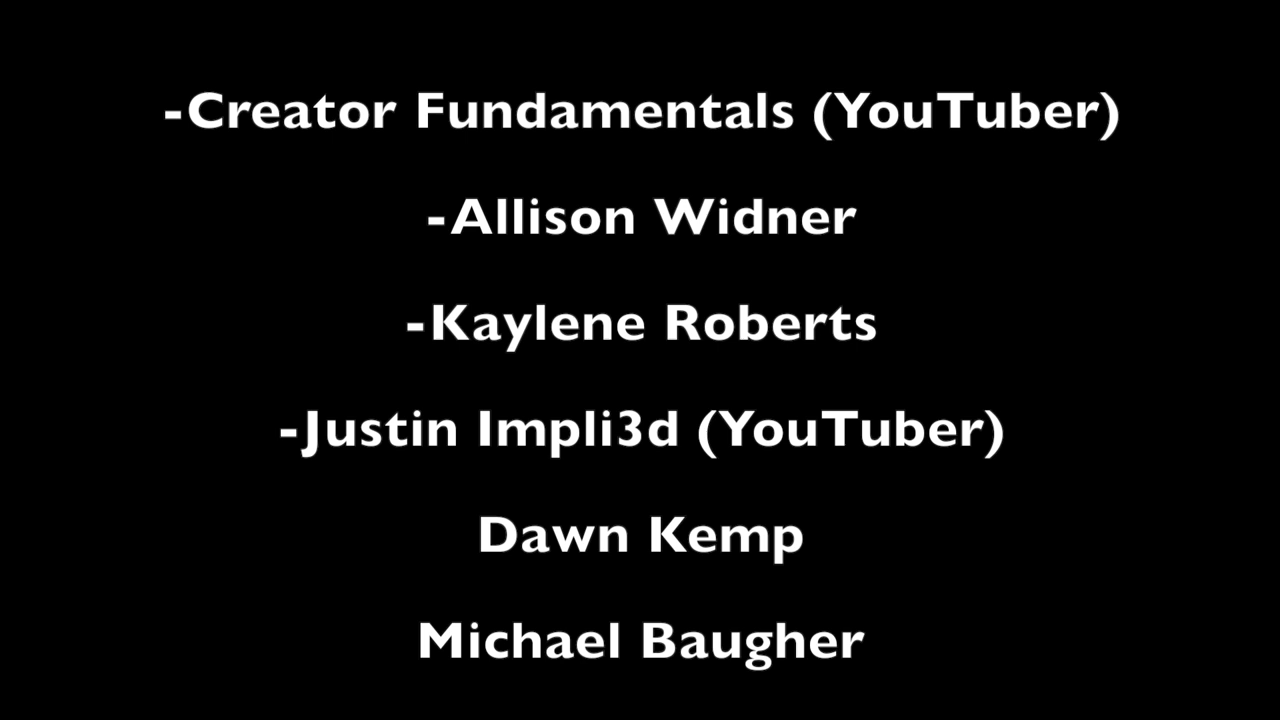 -Creator Fundamentals (YouTuber)
-Allison Widner
-Kaylene Roberts
-Justin Impli3d (YouTuber)
Dawn Kemp
Michael Baugher